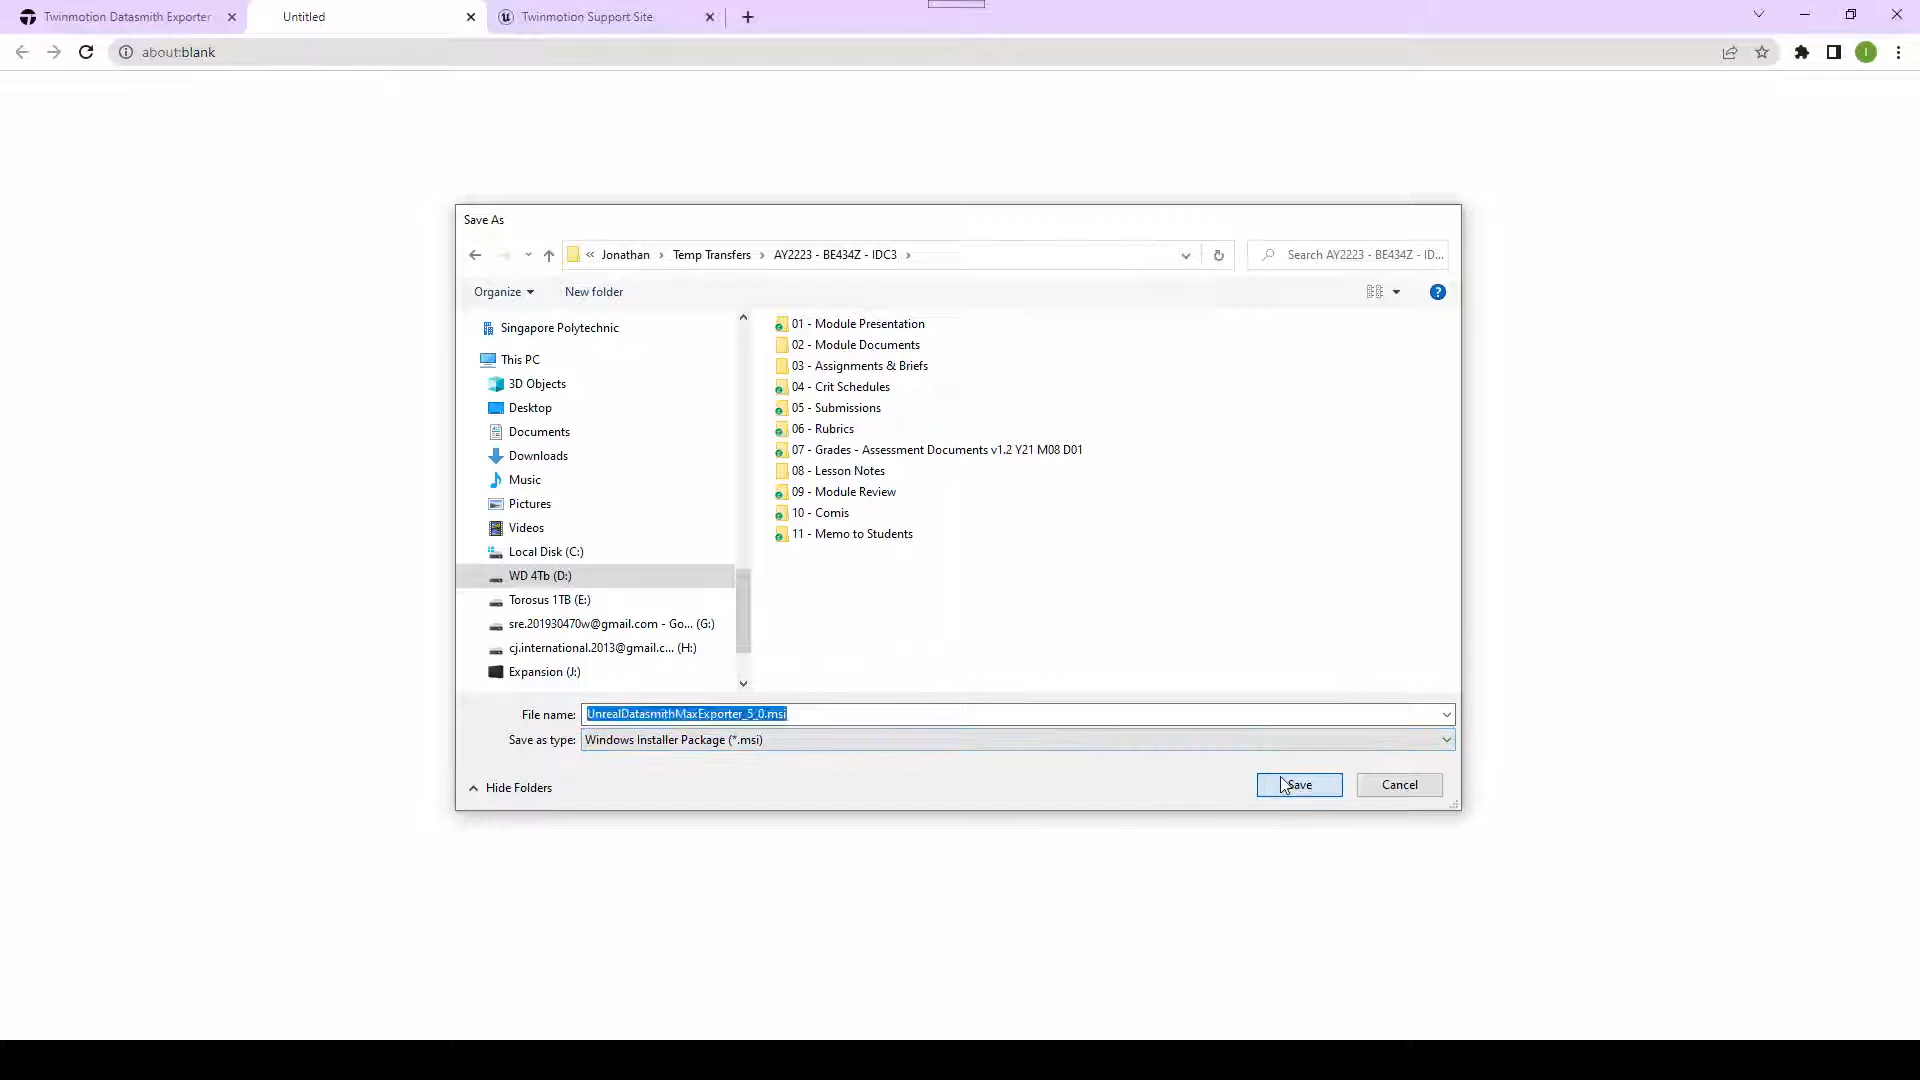 Twinmotion Datasmith Exporter
Untitled
Twinmotion Support Site
about:blank
I
Save As
« Jonathan › Temp Transfers › AY2223 - BE434Z - IDC3 ›
Search AY2223 - BE434Z - ID...
Organize
New folder
?
Singapore Polytechnic
This PC
3D Objects
Desktop
Documents
Downloads
Music
Pictures
Videos
Local Disk (C:)
WD 4Tb (D:)
Torosus 1TB (E:)
sre.201930470w@gmail.com - Go... (G:)
cj.international.2013@gmail.c... (H:)
Expansion (J:)
01 - Module Presentation
02 - Module Documents
03 - Assignments & Briefs
04 - Crit Schedules
05 - Submissions
06 - Rubrics
07 - Grades - Assessment Documents v1.2 Y21 M08 D01
08 - Lesson Notes
09 - Module Review
10 - Comis
11 - Memo to Students
File name: UnrealDatasmithMaxExporter_5_0.msi
Save as type: Windows Installer Package (*.msi)
Hide Folders
Save
Cancel